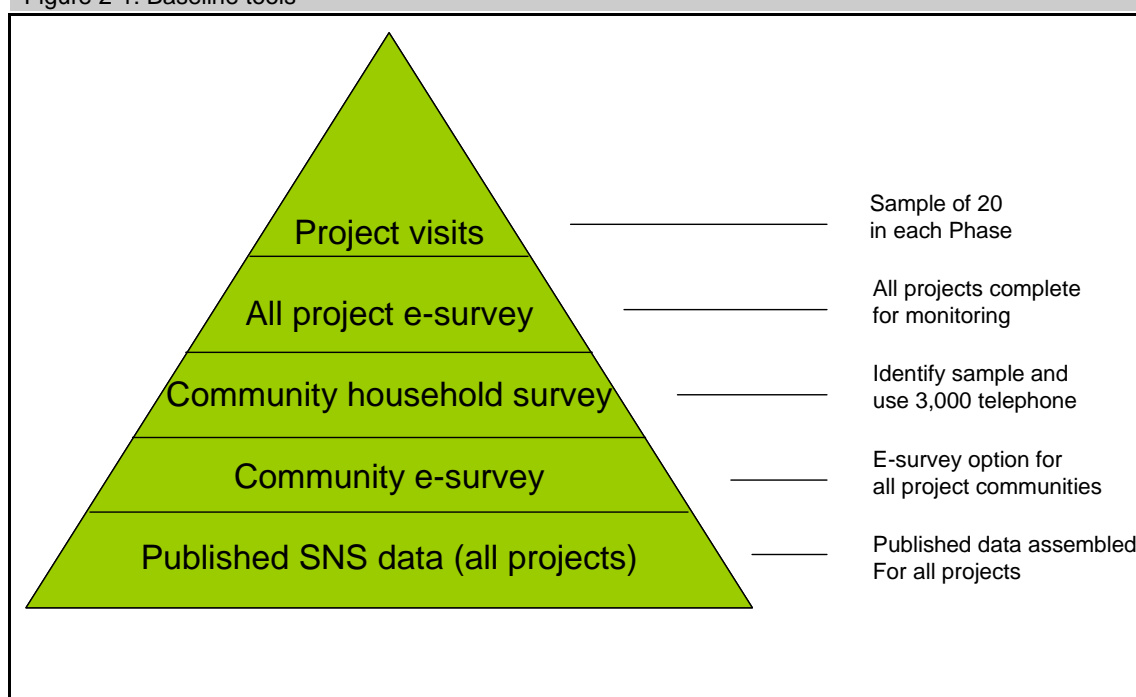 Figure 2-1: Baseline tools
Project visits
Sample of 20
in each Phase
All project e-survey
All projects complete
for monitoring
Community household survey
Identify sample and
use 3,000 telephone
Community e-survey
E-survey option for
all project communities
Published SNS data (all projects)
Published data assembled
For all projects